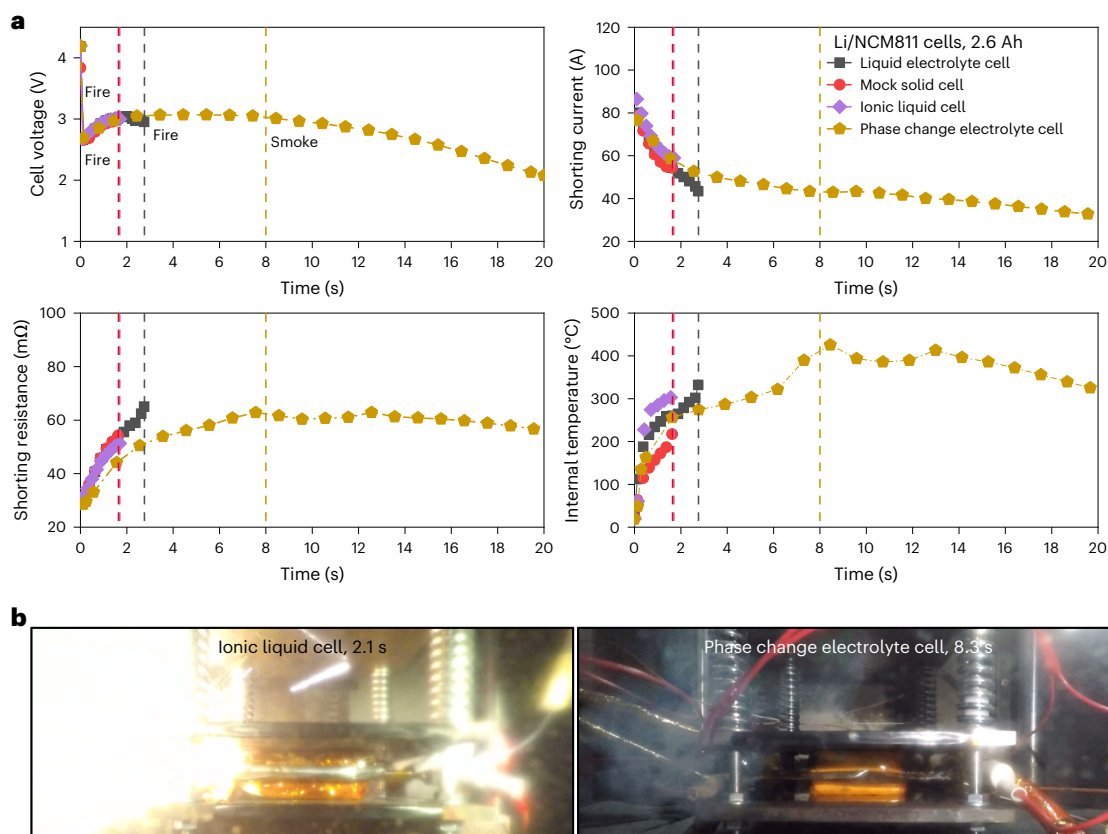 a
Cell voltage (V)
4
3
2
1
Fire
Fire
Fire
Smoke
0 2 4 6 8 10 12 14 16 18 20
Time (s)
Shorting current (A)
120
100
80
60
40
20
Li/NCM811 cells, 2.6 Ah
Liquid electrolyte cell
Mock solid cell
Ionic liquid cell
Phase change electrolyte cell
0 2 4 6 8 10 12 14 16 18 20
Time (s)
Shorting resistance (mΩ)
100
80
60
40
20
0 2 4 6 8 10 12 14 16 18 20
Time (s)
Internal temperature (°C)
500
400
300
200
100
0
0 2 4 6 8 10 12 14 16 18 20
Time (s)
b
Ionic liquid cell, 2.1 s
Phase change electrolyte cell, 8.3 s